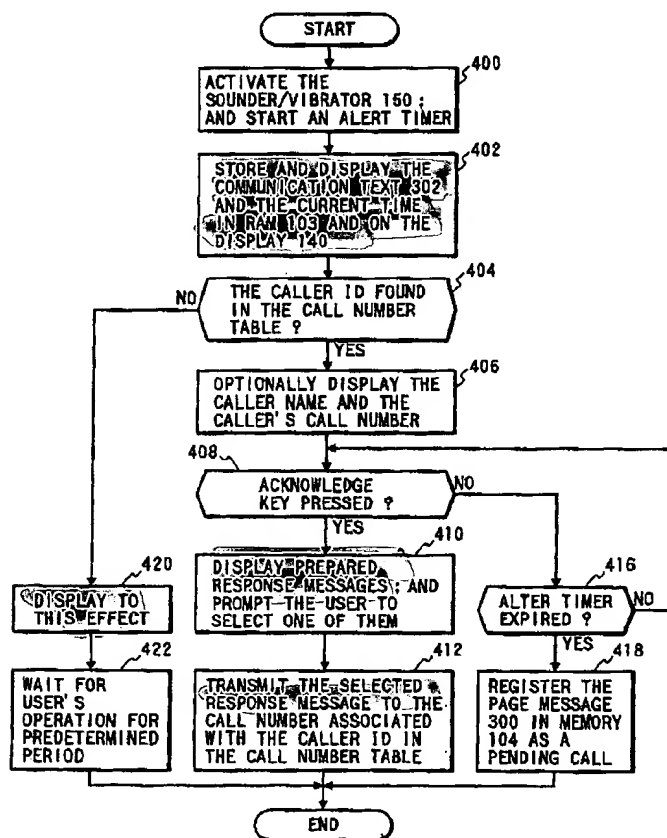 START
400
ACTIVATE THE
SOUNDER/VIBRATOR 150 ;
AND START AN ALERT TIMER
402
STORE AND DISPLAY THE
COMMUNICATION TEXT 302
AND THE CURRENT TIME
IN RAM 103 AND ON THE
DISPLAY 140
404
NO
THE CALLER ID FOUND
IN THE CALL NUMBER
TABLE ?
YES
406
OPTIONALLY DISPLAY THE
CALLER NAME AND THE
CALLER'S CALL NUMBER
408
ACKNOWLEDGE
KEY PRESSED ?
NO
YES
410
DISPLAY PREPARED
RESPONSE MESSAGES ; AND
PROMPT THE USER TO
SELECT ONE OF THEM
416
ALTER TIMER
EXPIRED ?
NO
YES
420
DISPLAY TO
THIS EFFECT
422
WAIT FOR
USER'S
OPERATION FOR
PREDETERMINED
PERIOD
412
TRANSMIT THE SELECTED
RESPONSE MESSAGE TO THE
CALL NUMBER ASSOCIATED
WITH THE CALLER ID IN
THE CALL NUMBER TABLE
418
REGISTER THE
PAGE MESSAGE
300 IN MEMORY
104 AS A
PENDING CALL
END